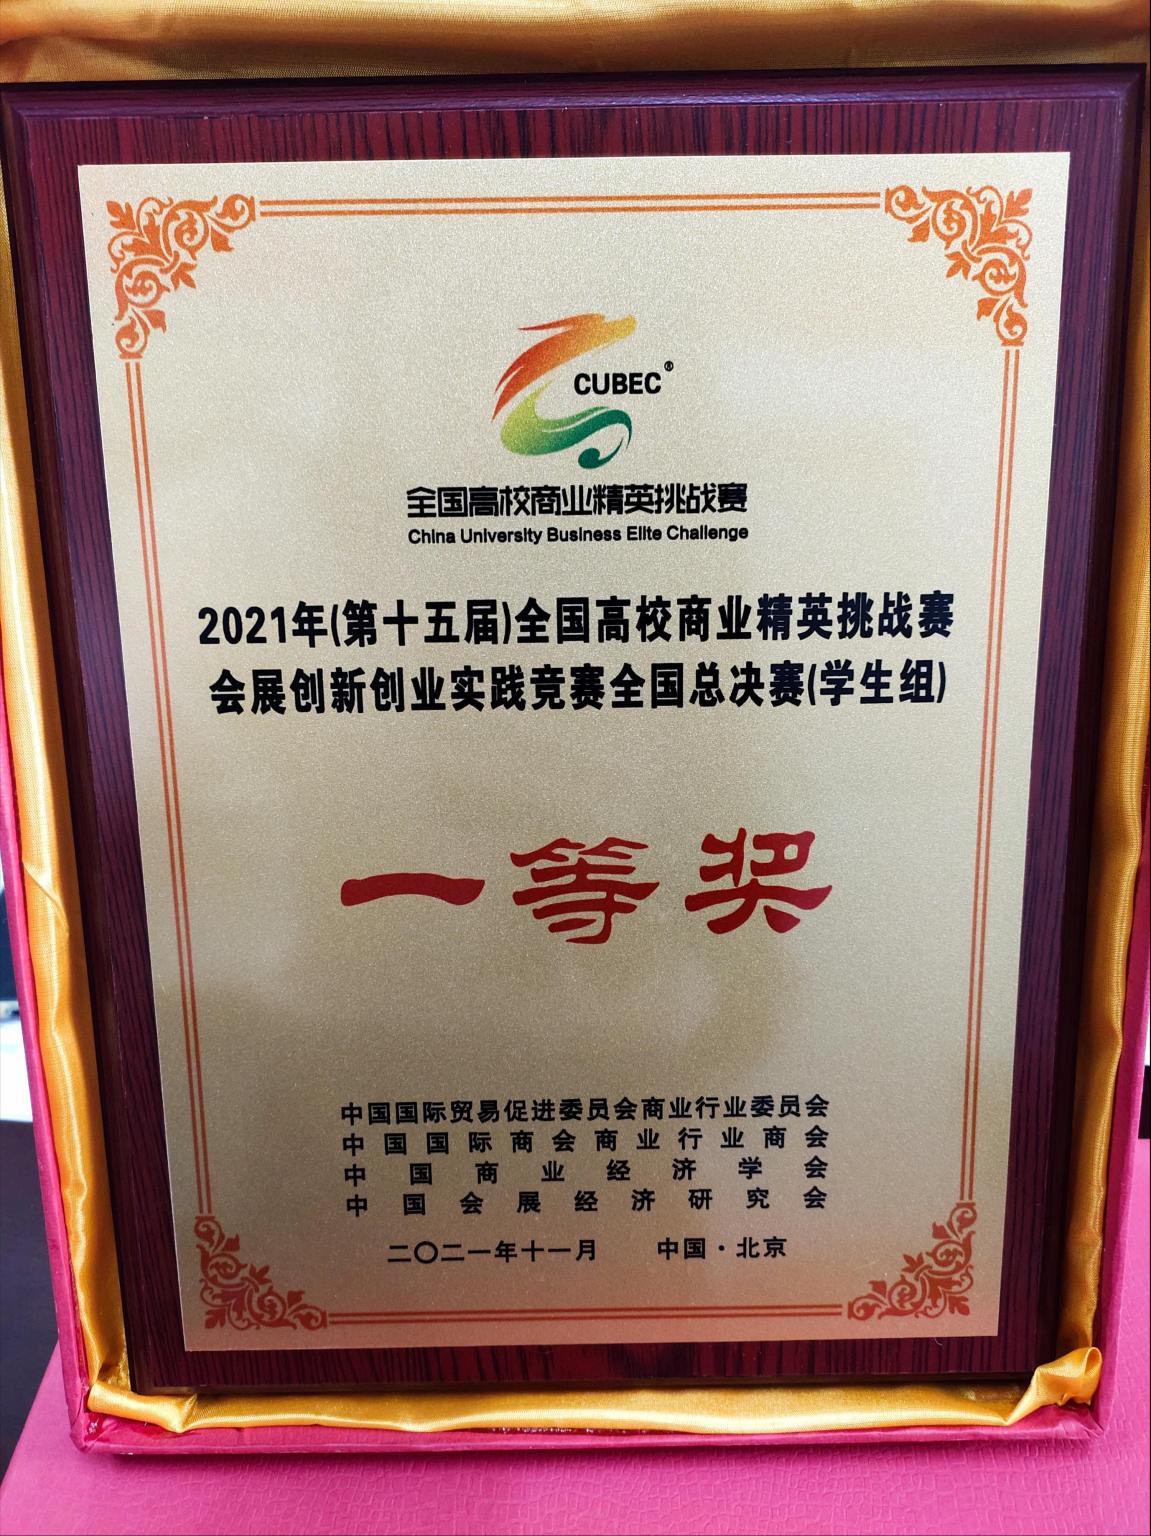 CUBEC®
全国高校商业精英挑战赛
China University Business Elite Challenge
2021年(第十五届)全国高校商业精英挑战赛
会展创新创业实践竞赛全国总决赛(学生组)
一等奖
中国国际贸易促进委员会商业行业委员会
中国国际商会商业行业商会
中国商业经济学会
中国会展经济研究会
二〇二一年十一月 中国·北京